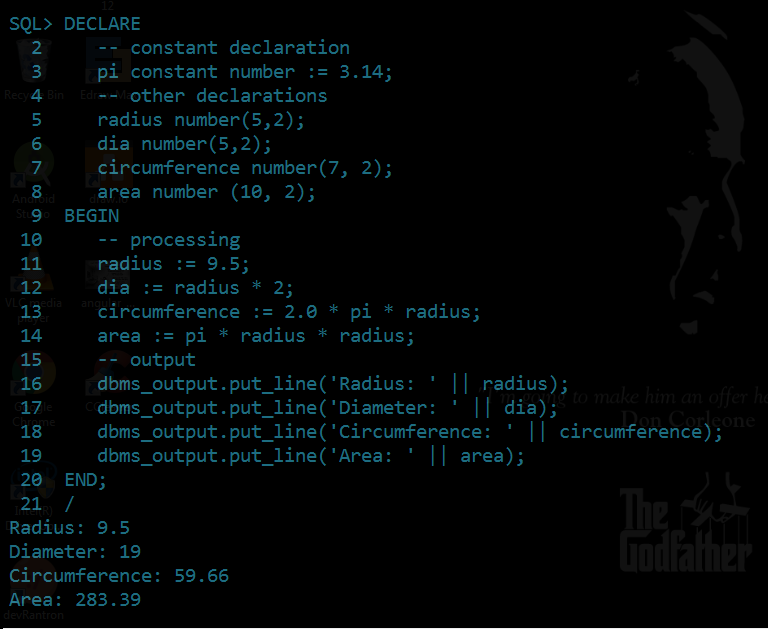 SQL> DECLARE
2 -- constant declaration
3 pi constant number := 3.14;
4 -- other declarations
5 radius number(5,2);
6 dia number(5,2);
7 circumference number(7, 2);
8 area number (10, 2);
9 BEGIN
10 -- processing
11 radius := 9.5;
12 dia := radius * 2;
13 circumference := 2.0 * pi * radius;
14 area := pi * radius * radius;
15 -- output
16 dbms_output.put_line('Radius: ' || radius);
17 dbms_output.put_line('Diameter: ' || dia);
18 dbms_output.put_line('Circumference: ' || circumference);
19 dbms_output.put_line('Area: ' || area);
20 END;
21 /
Radius: 9.5
Diameter: 19
Circumference: 59.66
Area: 283.39
to make him an offer
Don Corleone
The
Godfather